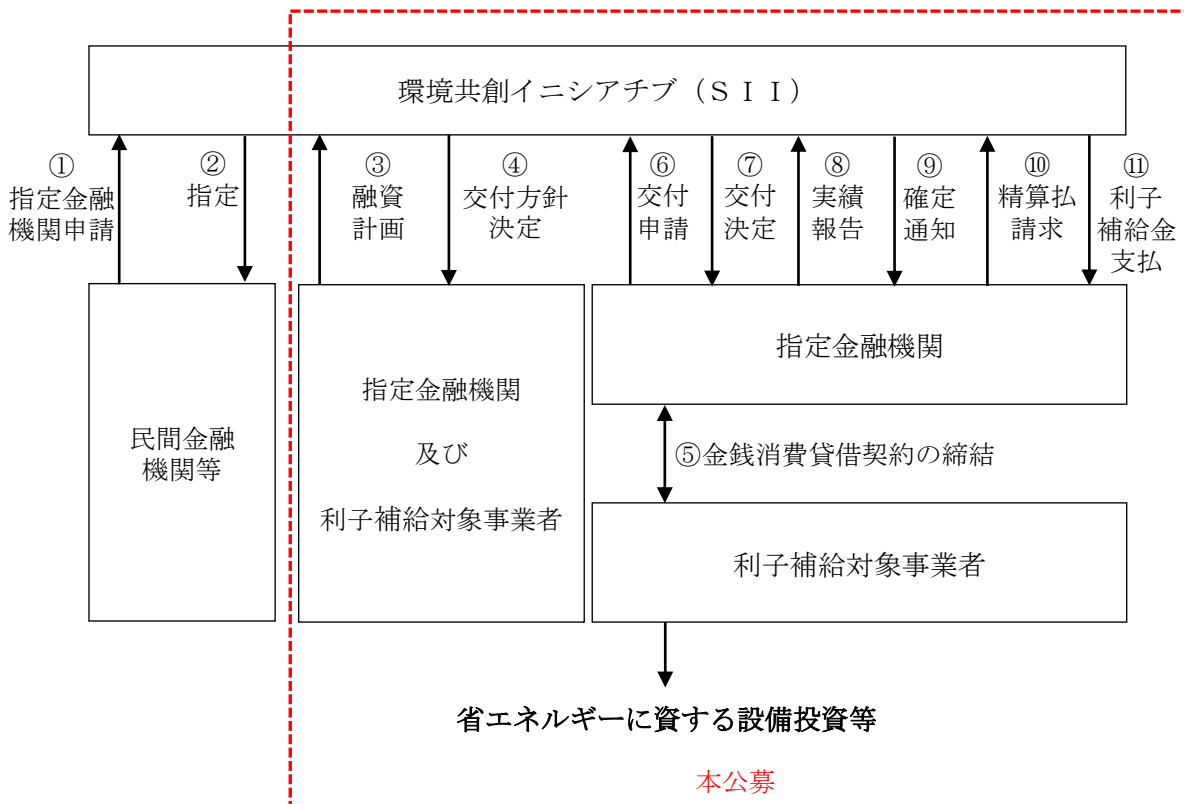 環境共創イニシアチブ（ＳＩＩ）
①
指定金融
機関申請
②
指定
③
融資
計画
④
交付方針
決定
⑥
交付
申請
⑦
交付
決定
⑧
実績
報告
⑨
確定
通知
⑩
精算払
請求
⑪
利子
補給金
支払
民間金融
機関等
指定金融機関
及び
利子補給対象事業者
指定金融機関
⑤金銭消費貸借契約の締結
利子補給対象事業者
省エネルギーに資する設備投資等
本公募